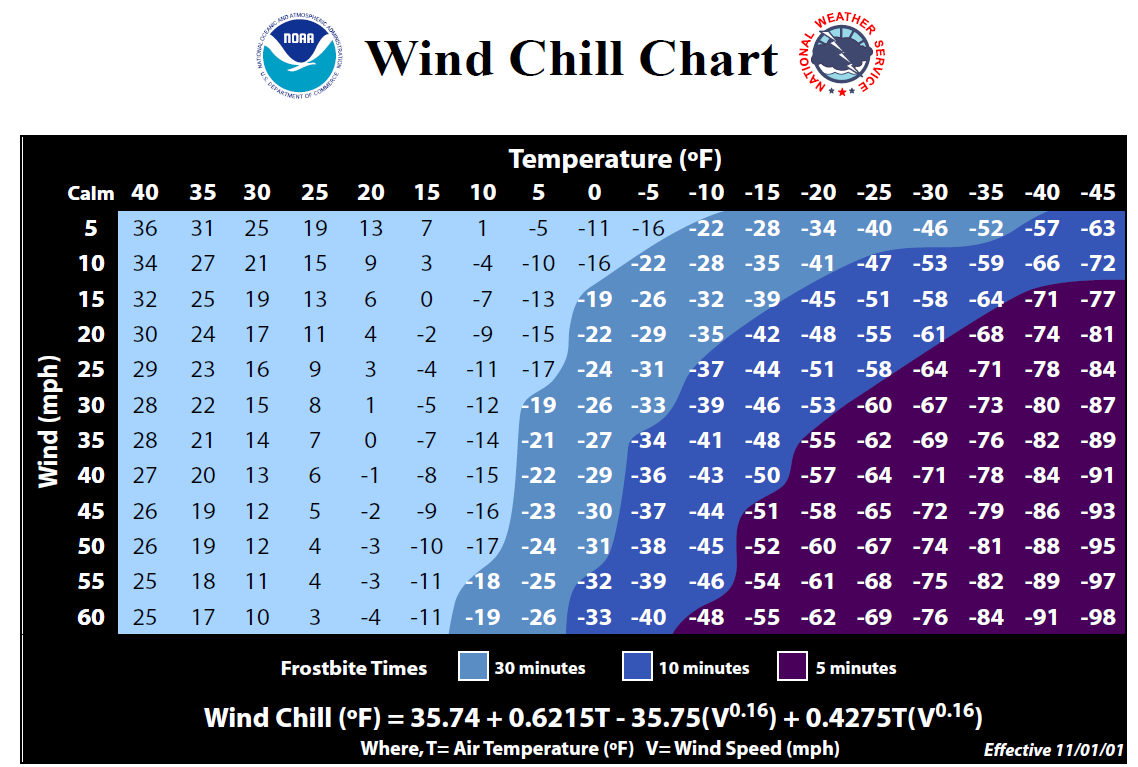 NATIONAL OCEANIC AND ATMOSPHERIC ADMINISTRATION
NOAA
U.S. DEPARTMENT OF COMMERCE
Wind Chill Chart
NATIONAL WEATHER SERVICE
Temperature (ºF)
Calm 40 35 30 25 20 15 10 5 0 -5 -10 -15 -20 -25 -30 -35 -40 -45
5 36 31 25 19 13 7 1 -5 -11 -16 -22 -28 -34 -40 -46 -52 -57 -63
10 34 27 21 15 9 3 -4 -10 -16 -22 -28 -35 -41 -47 -53 -59 -66 -72
15 32 25 19 13 6 0 -7 -13 -19 -26 -32 -39 -45 -51 -58 -64 -71 -77
20 30 24 17 11 4 -2 -9 -15 -22 -29 -35 -42 -48 -55 -61 -68 -74 -81
25 29 23 16 9 3 -4 -11 -17 -24 -31 -37 -44 -51 -58 -64 -71 -78 -84
30 28 22 15 8 1 -5 -12 -19 -26 -33 -39 -46 -53 -60 -67 -73 -80 -87
35 28 21 14 7 0 -7 -14 -21 -27 -34 -41 -48 -55 -62 -69 -76 -82 -89
40 27 20 13 6 -1 -8 -15 -22 -29 -36 -43 -50 -57 -64 -71 -78 -84 -91
45 26 19 12 5 -2 -9 -16 -23 -30 -37 -44 -51 -58 -65 -72 -79 -86 -93
50 26 19 12 4 -3 -10 -17 -24 -31 -38 -45 -52 -60 -67 -74 -81 -88 -95
55 25 18 11 4 -3 -11 -18 -25 -32 -39 -46 -54 -61 -68 -75 -82 -89 -97
60 25 17 10 3 -4 -11 -19 -26 -33 -40 -48 -55 -62 -69 -76 -84 -91 -98
Wind (mph)
Frostbite Times 30 minutes 10 minutes 5 minutes
Wind Chill (ºF) = 35.74 + 0.6215T - 35.75(V^0.16) + 0.4275T(V^0.16)
Where, T= Air Temperature (ºF) V= Wind Speed (mph)
Effective 11/01/01